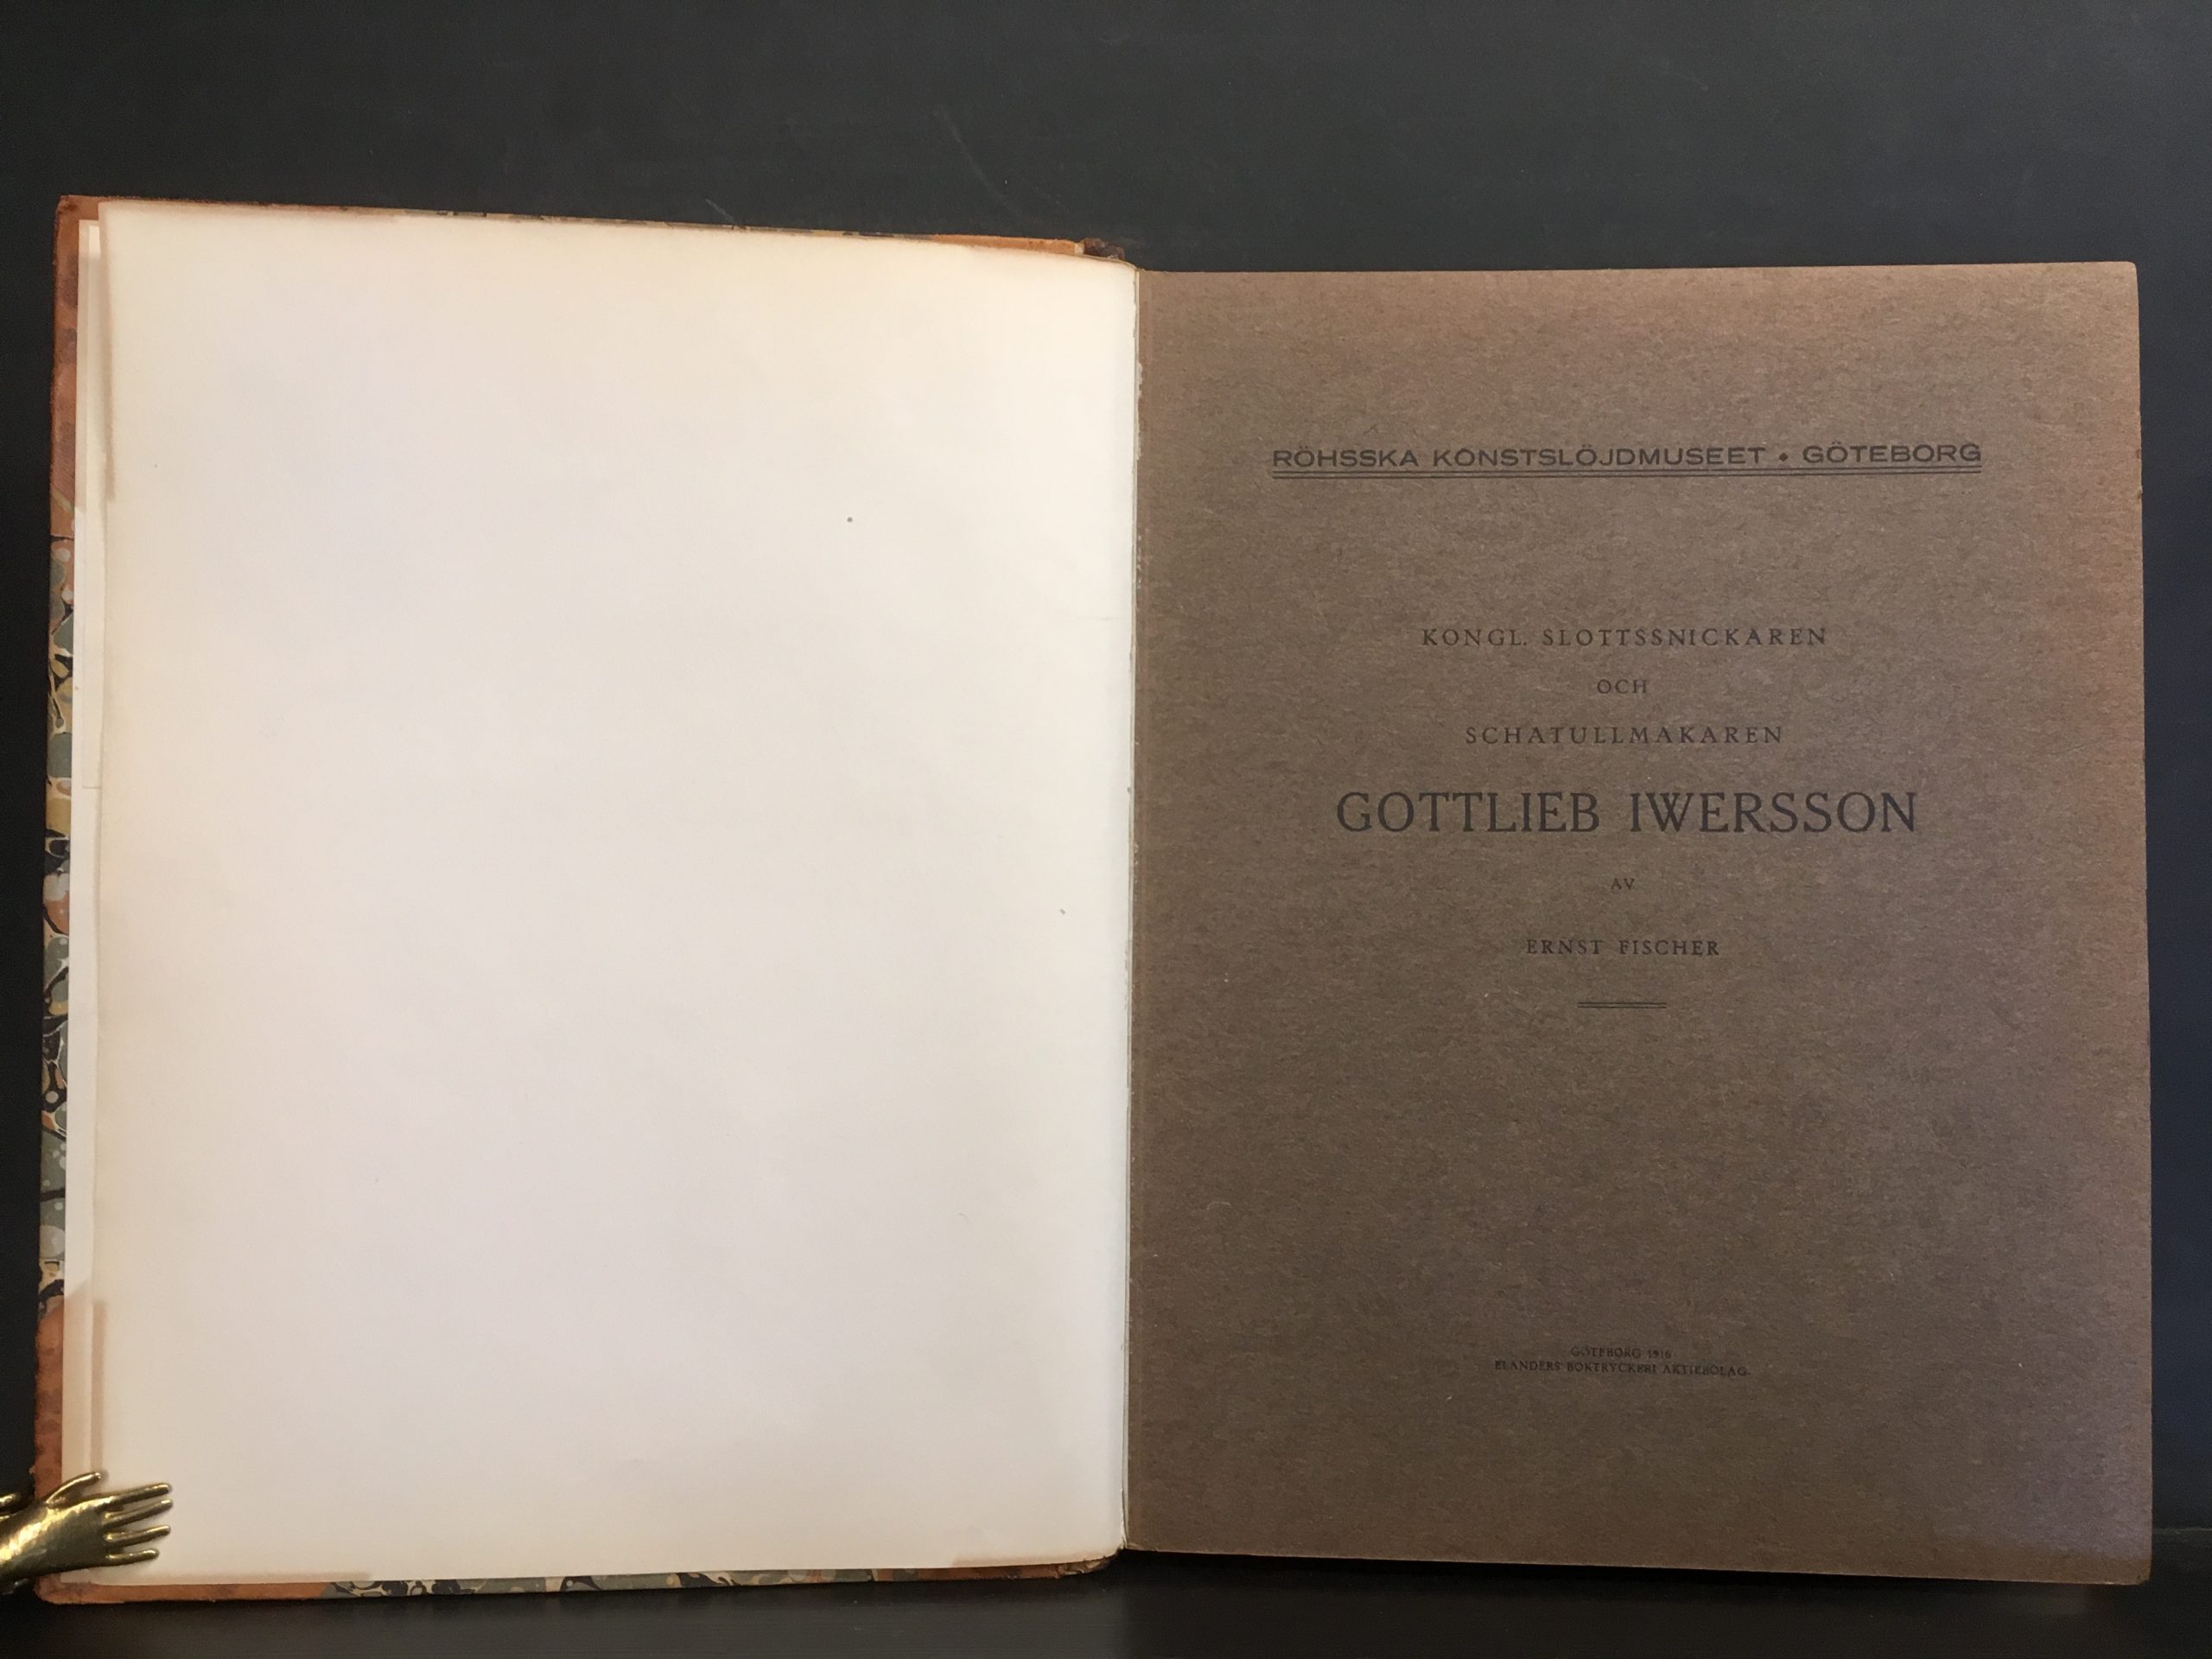 RÖHSSKA KONSTSLÖJDMUSEET • GÖTEBORG
KONGL. SLOTTSSNICKAREN
OCH
SCHATULLMAKAREN
GOTTLIEB IWERSSON
AV
ERNST FISCHER
GÖTEBORG 1916
ELANDERS BOKTRYCKERI AKTIEBOLAG